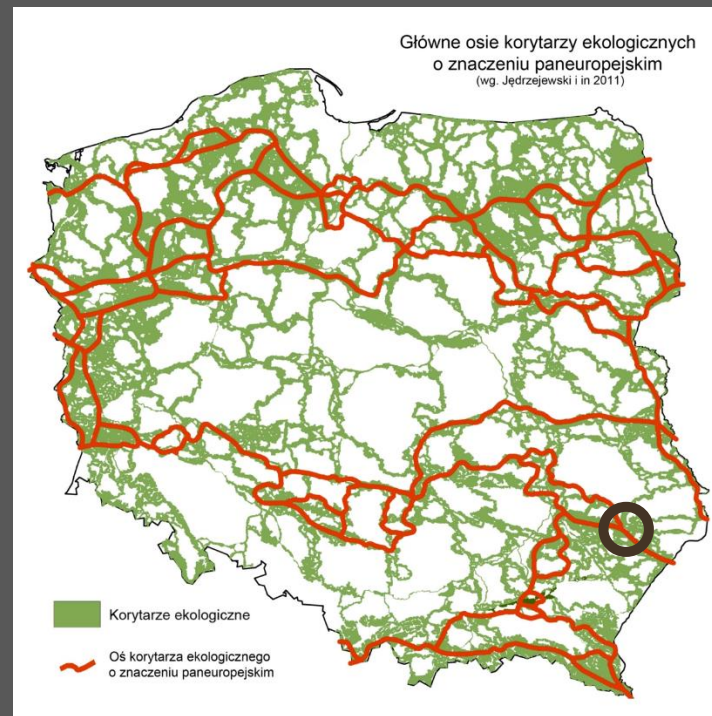 Główne osie korytarzy ekologicznych
o znaczeniu paneuropejskim
(wg. Jędrzejewski i in 2011)
Korytarze ekologiczne
Oś korytarza ekologicznego
o znaczeniu paneuropejskim